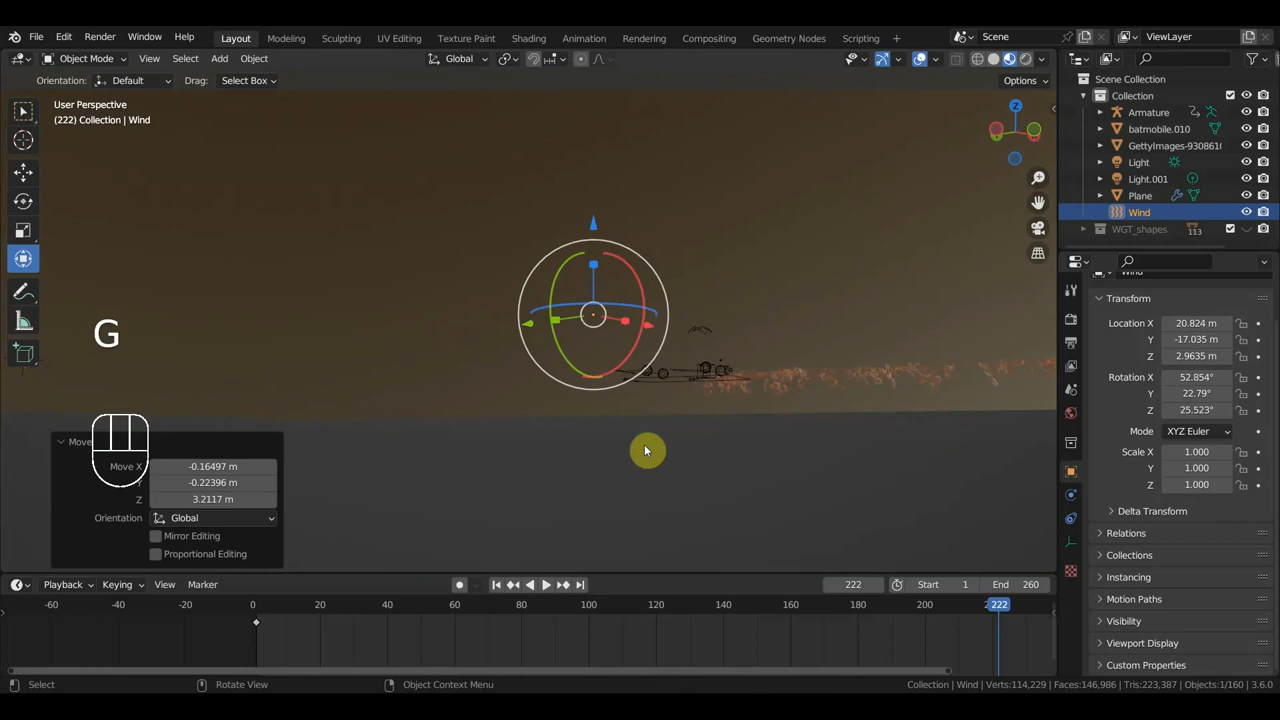 File Edit Render Window Help Layout Modeling Sculpting UV Editing Texture Paint Shading Animation Rendering Compositing Geometry Nodes Scripting + Scene ViewLayer
Object Mode View Select Add Object Global
Orientation: Default Drag: Select Box Options
User Perspective
(222) Collection | Wind
Z
G
Move
Move X -0.16497 m
Y -0.22396 m
Z 3.2117 m
Orientation Global
Mirror Editing
Proportional Editing
Scene Collection
Collection
Armature
batmobile.010
GettyImages-930861
Light
Light.001
Plane
Wind
WGT_shapes 113
Wind
Transform
Location X 20.824 m
Y -17.035 m
Z 2.9635 m
Rotation X 52.854°
Y 22.79°
Z 25.523°
Mode XYZ Euler
Scale X 1.000
Y 1.000
Z 1.000
Delta Transform
Relations
Collections
Instancing
Motion Paths
Visibility
Viewport Display
Custom Properties
Playback Keying View Marker 222 Start 1 End 260
-60 -40 -20 0 20 40 60 80 100 120 140 160 180 200 222
Select Rotate View Object Context Menu Collection | Wind | Verts:114,229 | Faces:146,986 | Tris:223,387 | Objects:1/160 | 3.6.0